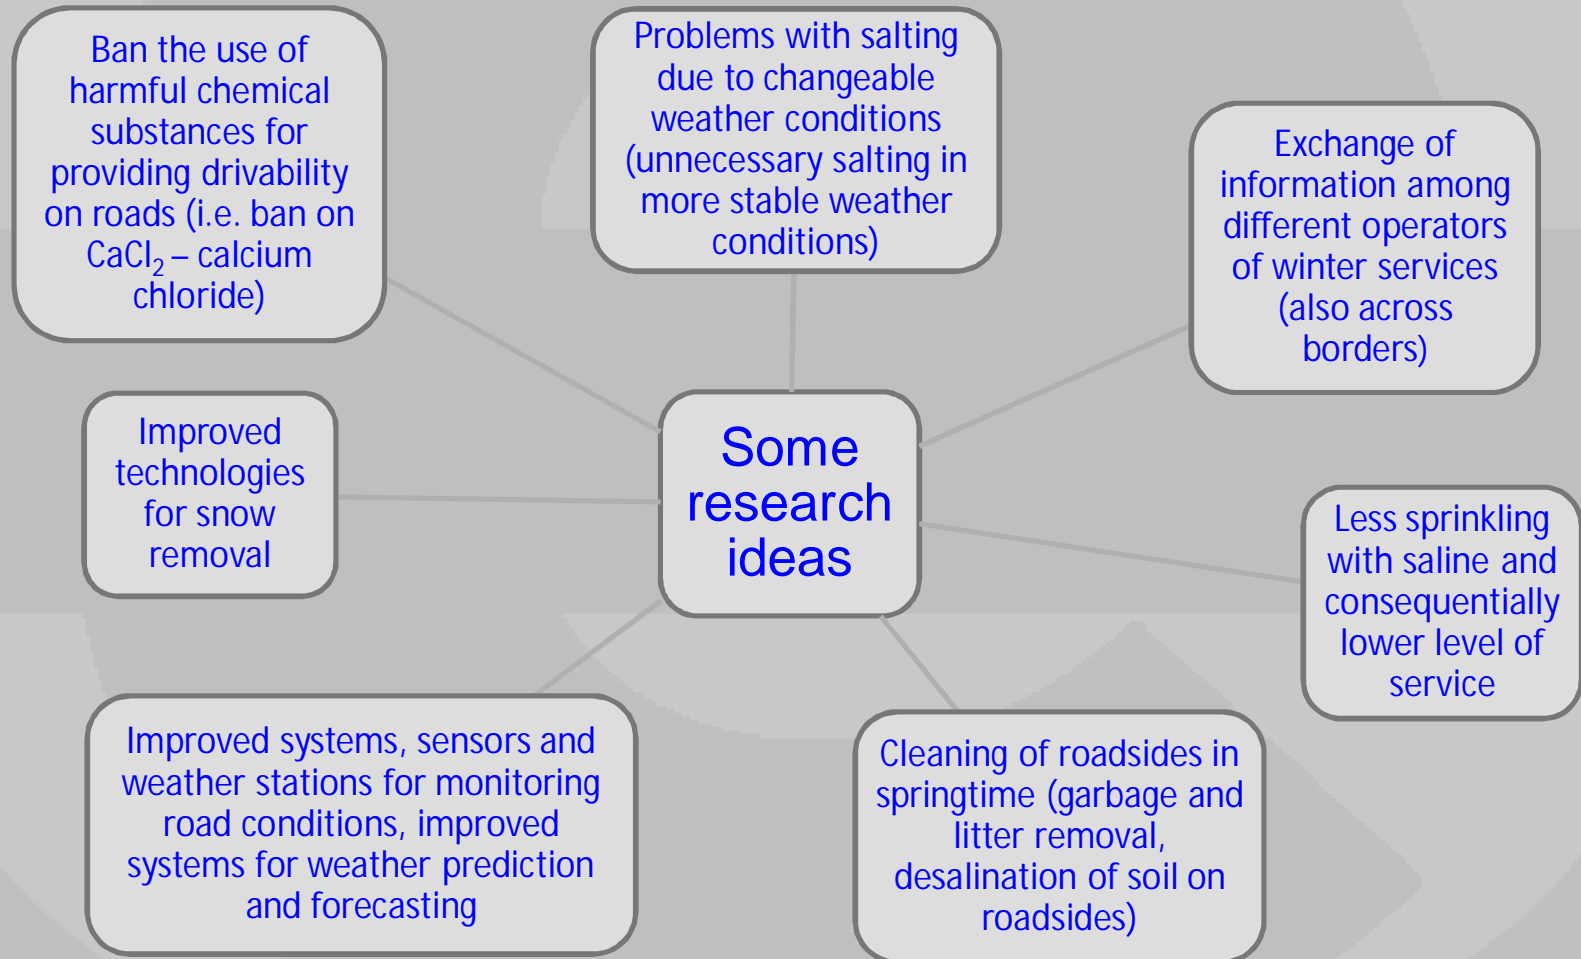 Ban the use of
harmful chemical
substances for
providing drivability
on roads (i.e. ban on
CaCl₂ – calcium
chloride)
Problems with salting
due to changeable
weather conditions
(unnecessary salting in
more stable weather
conditions)
Exchange of
information among
different operators
of winter services
(also across
borders)
Improved
technologies
for snow
removal
Some
research
ideas
Less sprinkling
with saline and
consequentially
lower level of
service
Improved systems, sensors and
weather stations for monitoring
road conditions, improved
systems for weather prediction
and forecasting
Cleaning of roadsides in
springtime (garbage and
litter removal,
desalination of soil on
roadsides)